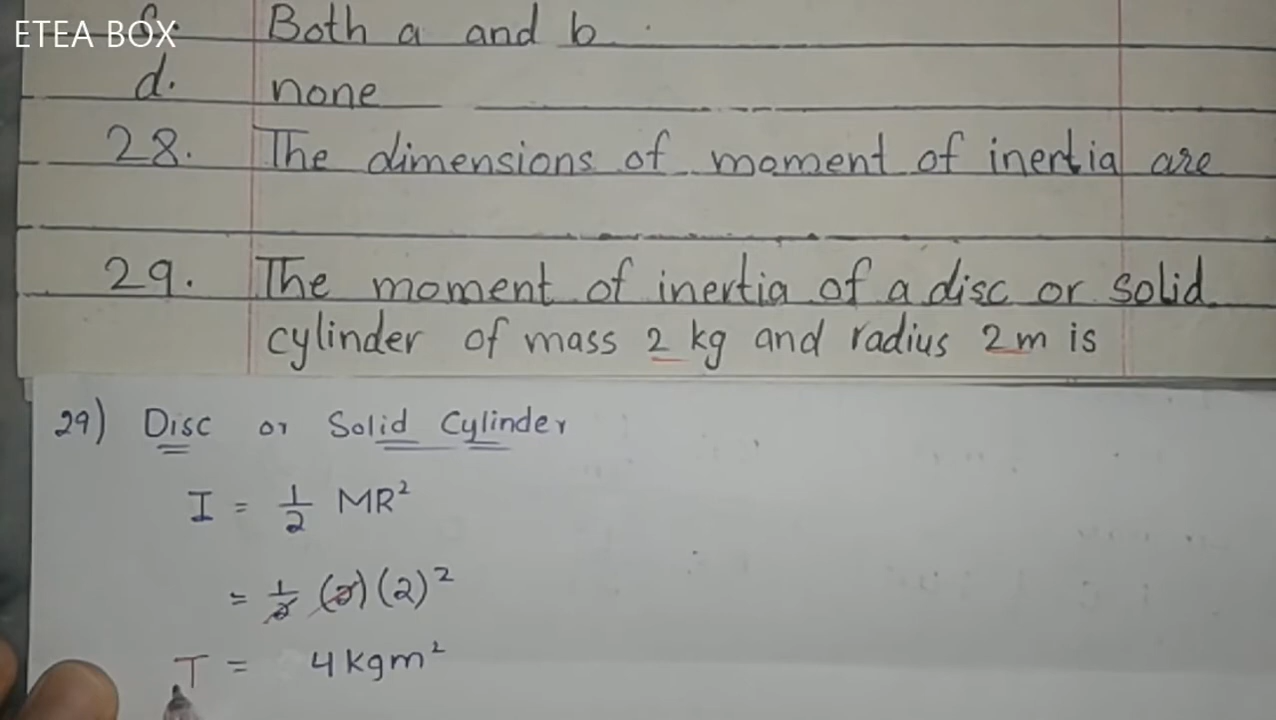 ETEA BOX
c. Both a and b
d. none
28. The dimensions of moment of inertia are
29. The moment of inertia of a disc or solid
cylinder of mass 2 kg and radius 2 m is
29) Disc or Solid Cylinder
I = 1/2 MR²
= 1/2 (2) (2)²
T = 4 kgm²